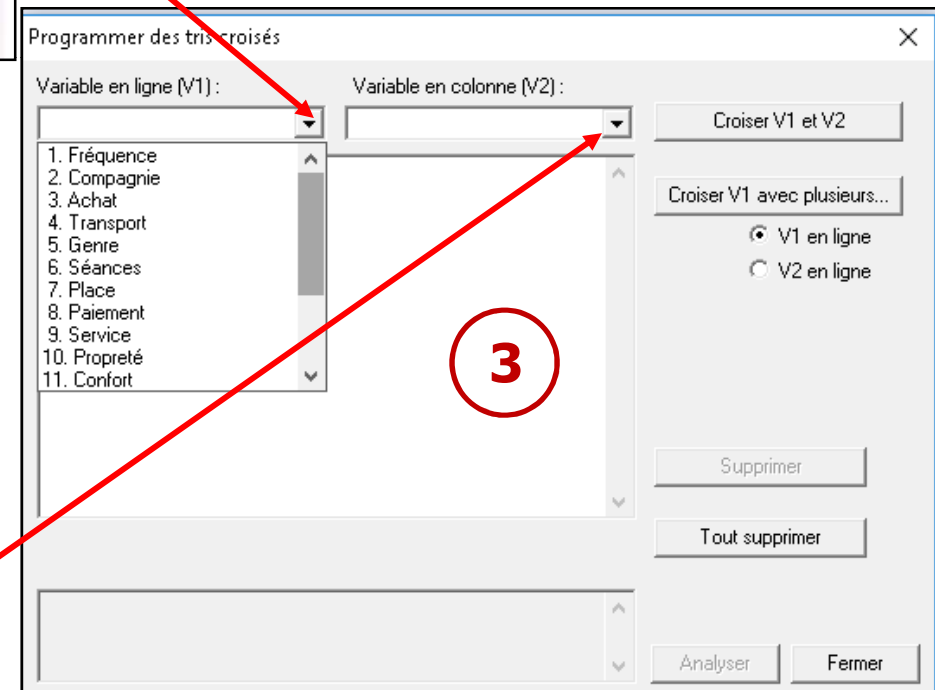 Programmer des tris croisés
Variable en ligne (V1) :
Variable en colonne (V2) :
Croiser V1 et V2
1. Fréquence
2. Compagnie
3. Achat
4. Transport
5. Genre
6. Séances
7. Place
8. Paiement
9. Service
10. Propreté
11. Confort
Croiser V1 avec plusieurs...
V1 en ligne
V2 en ligne
3
Supprimer
Tout supprimer
Analyser
Fermer